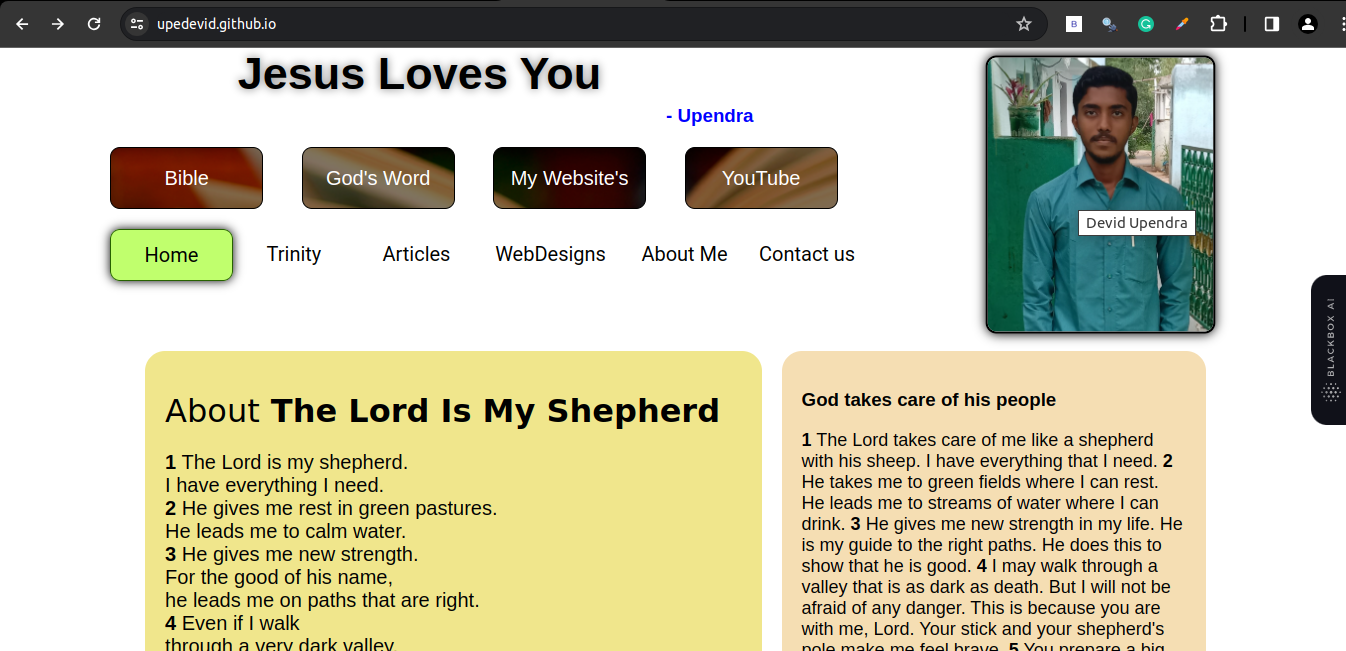 upedevid.github.io
Jesus Loves You
- Upendra
Bible
God's Word
My Website's
YouTube
Home
Trinity
Articles
WebDesigns
About Me
Contact us
Devid Upendra
BLACKBOX AI
About The Lord Is My Shepherd
1 The Lord is my shepherd.
I have everything I need.
2 He gives me rest in green pastures.
He leads me to calm water.
3 He gives me new strength.
For the good of his name,
he leads me on paths that are right.
4 Even if I walk
through a very dark valley,
God takes care of his people
1 The Lord takes care of me like a shepherd
with his sheep. I have everything that I need. 2
He takes me to green fields where I can rest.
He leads me to streams of water where I can
drink. 3 He gives me new strength in my life. He
is my guide to the right paths. He does this to
show that he is good. 4 I may walk through a
valley that is as dark as death. But I will not be
afraid of any danger. This is because you are
with me, Lord. Your stick and your shepherd's
pole make me feel brave. 5 You prepare a big